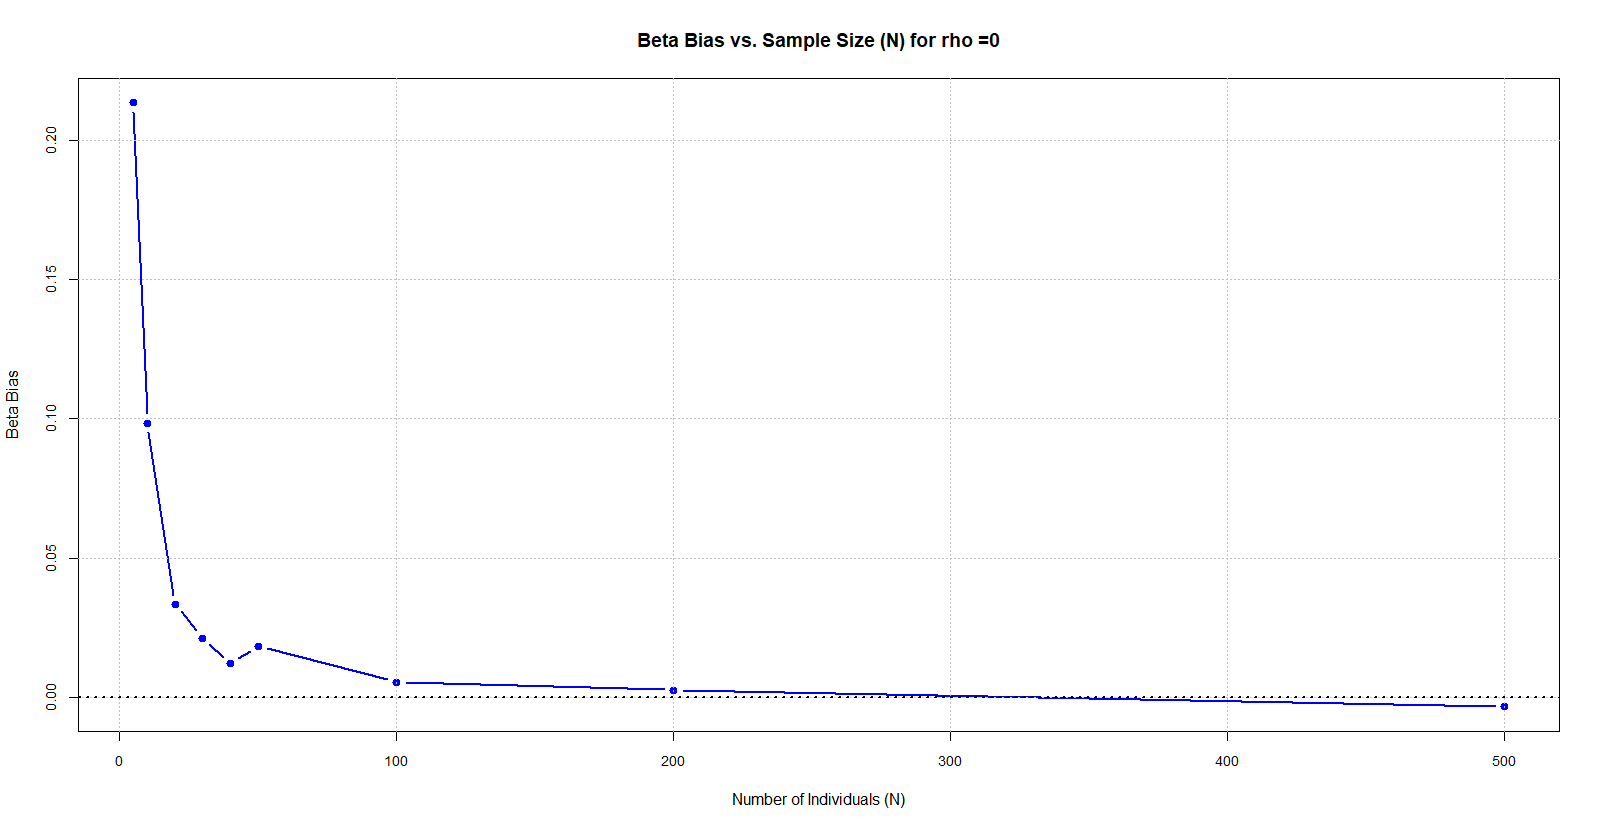 Beta Bias vs. Sample Size (N) for rho =0
Beta Bias
0.20
0.15
0.10
0.05
0.00
0 100 200 300 400 500
Number of Individuals (N)